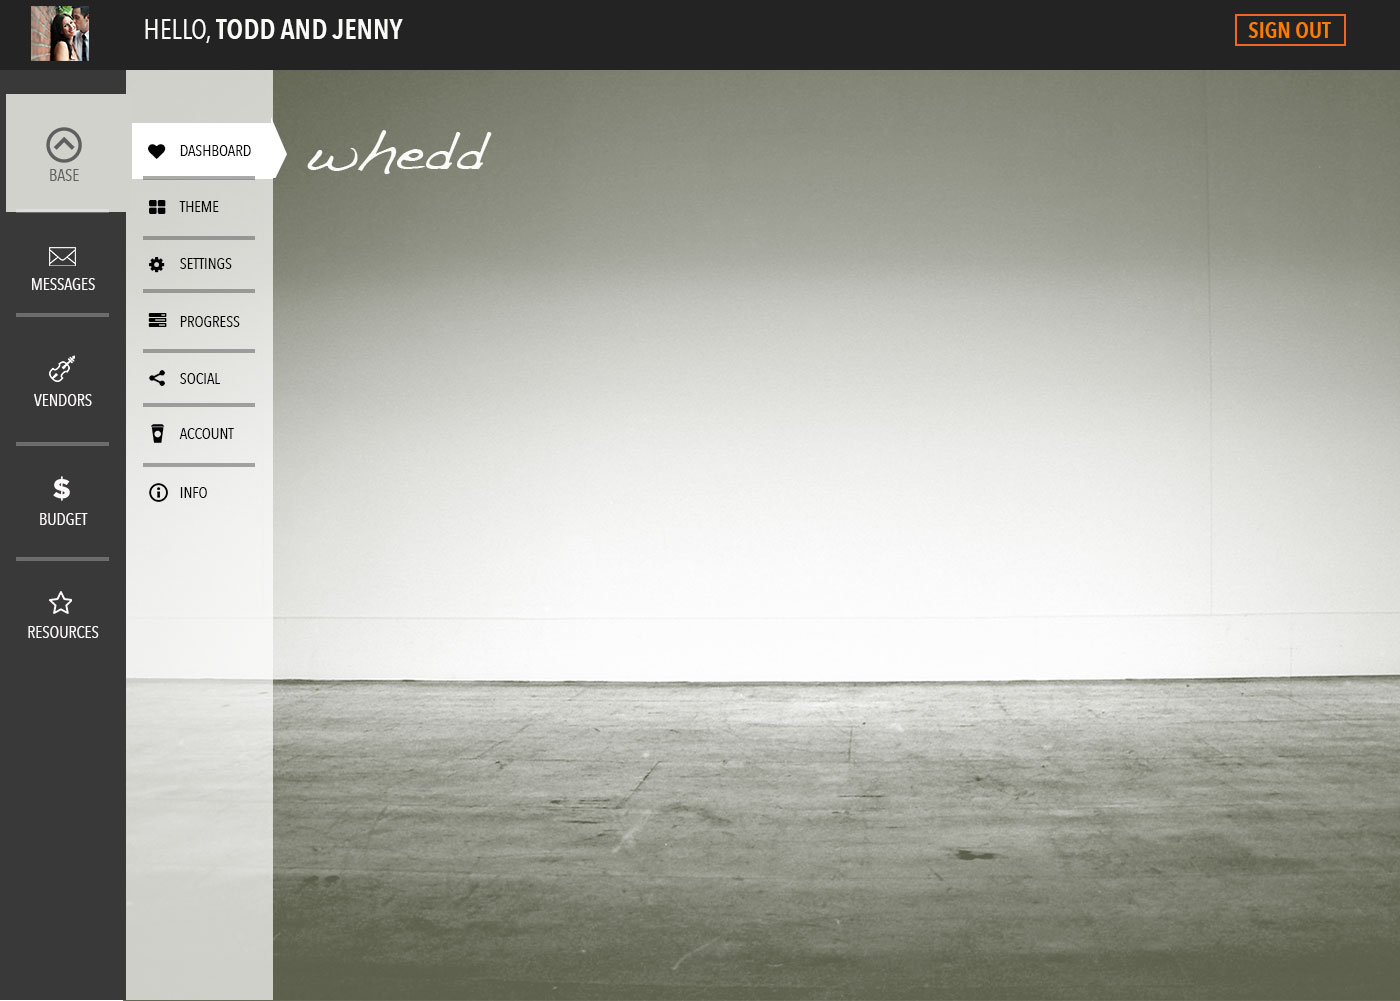 HELLO, TODD AND JENNY
SIGN OUT
BASE
MESSAGES
VENDORS
$
BUDGET
RESOURCES
DASHBOARD
THEME
SETTINGS
PROGRESS
SOCIAL
ACCOUNT
INFO
whedd